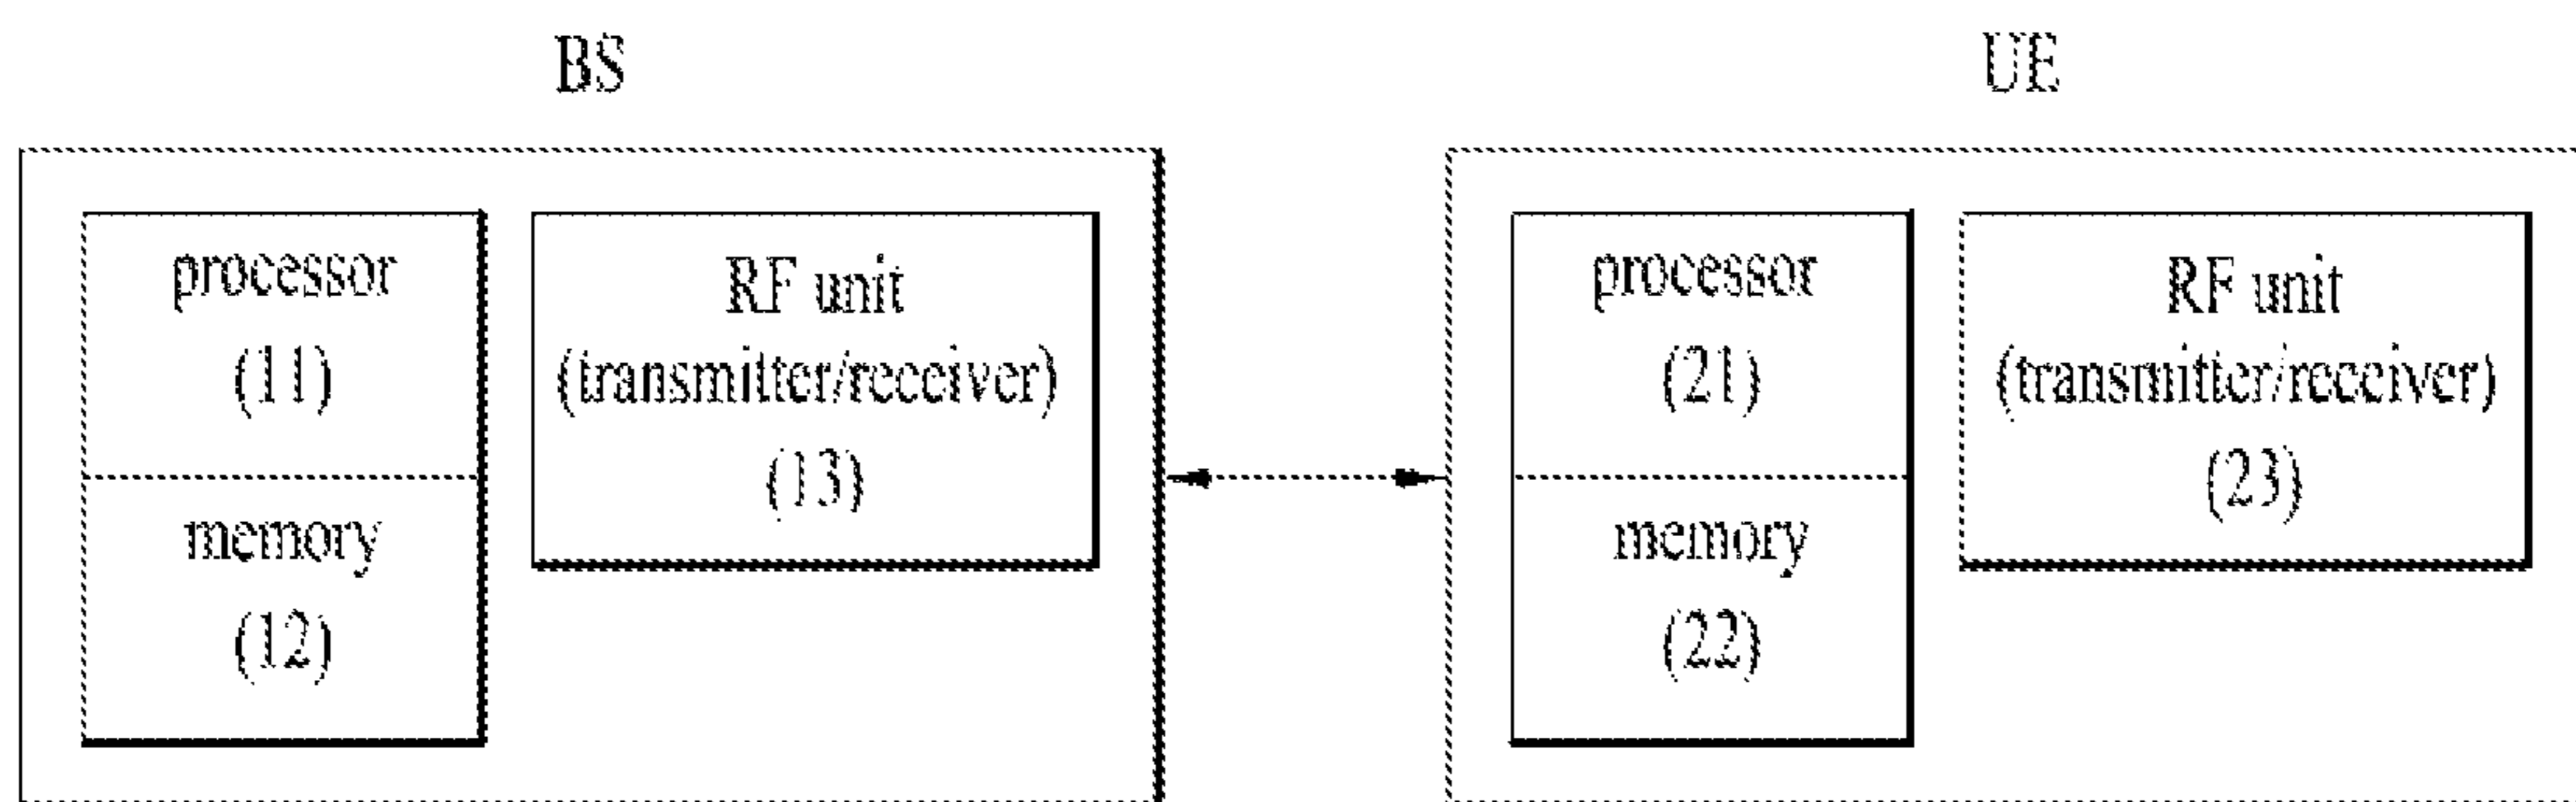 BS
UE
processor
(11)
memory
(12)
RF unit
(transmitter/receiver)
(13)
processor
(21)
memory
(22)
RF unit
(transmitter/receiver)
(23)